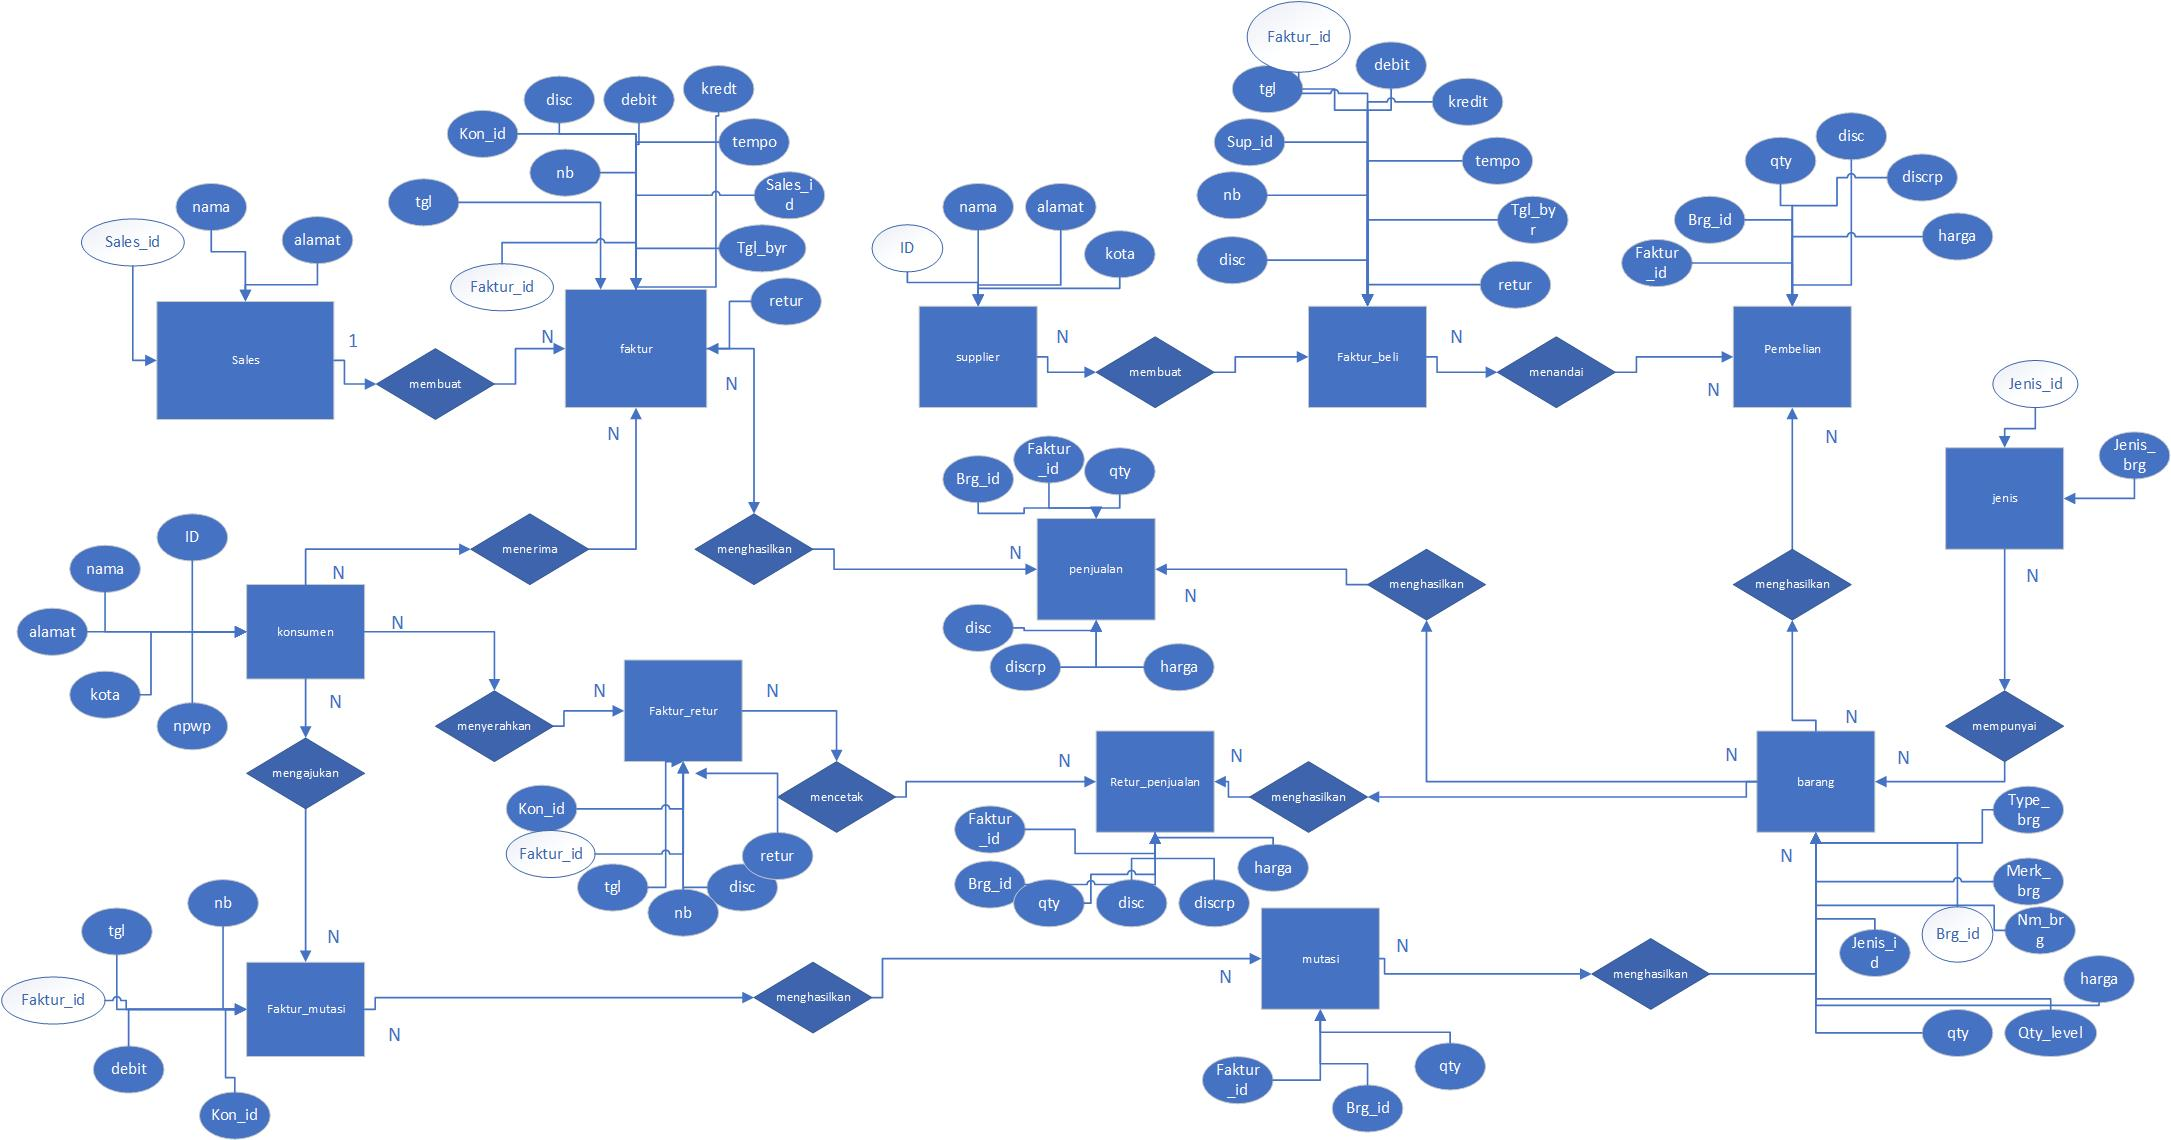 Faktur_id
disc
debit
kredt
tgl
debit
kredit
Kon_id
tempo
Sup_id
tempo
qty
disc
discrp
nb
Sales_i
d
tgl
nama
alamat
Sales_id
nama
alamat
nb
Tgl_by
r
Brg_id
harga
Faktur_id
Tgl_byr
retur
ID
kota
disc
retur
Faktur
_id
Sales
1
membuat
N
faktur
N
N
supplier
N
membuat
Faktur_beli
N
menandai
Pembelian
N
N
Jenis_id
Jenis_
brg
jenis
N
Brg_id
Faktur
_id
qty
ID
nama
alamat
kota
npwp
konsumen
N
N
N
menerima
menghasilkan
N
penjualan
N
menghasilkan
menghasilkan
disc
discrp
harga
menyerahkan
N
Faktur_retur
N
mencetak
N
Retur_penjualan
N
menghasilkan
N
barang
N
N
N
mempunyai
mengajukan
Kon_id
Faktur_id
tgl
nb
disc
retur
Faktur
_id
Brg_id
qty
disc
discrp
harga
Type_
brg
Merk_
brg
Nm_br
g
Brg_id
Jenis_i
d
harga
qty
Qty_level
nb
tgl
Faktur_id
debit
Kon_id
N
Faktur_mutasi
N
menghasilkan
N
mutasi
N
menghasilkan
Faktur
_id
Brg_id
qty